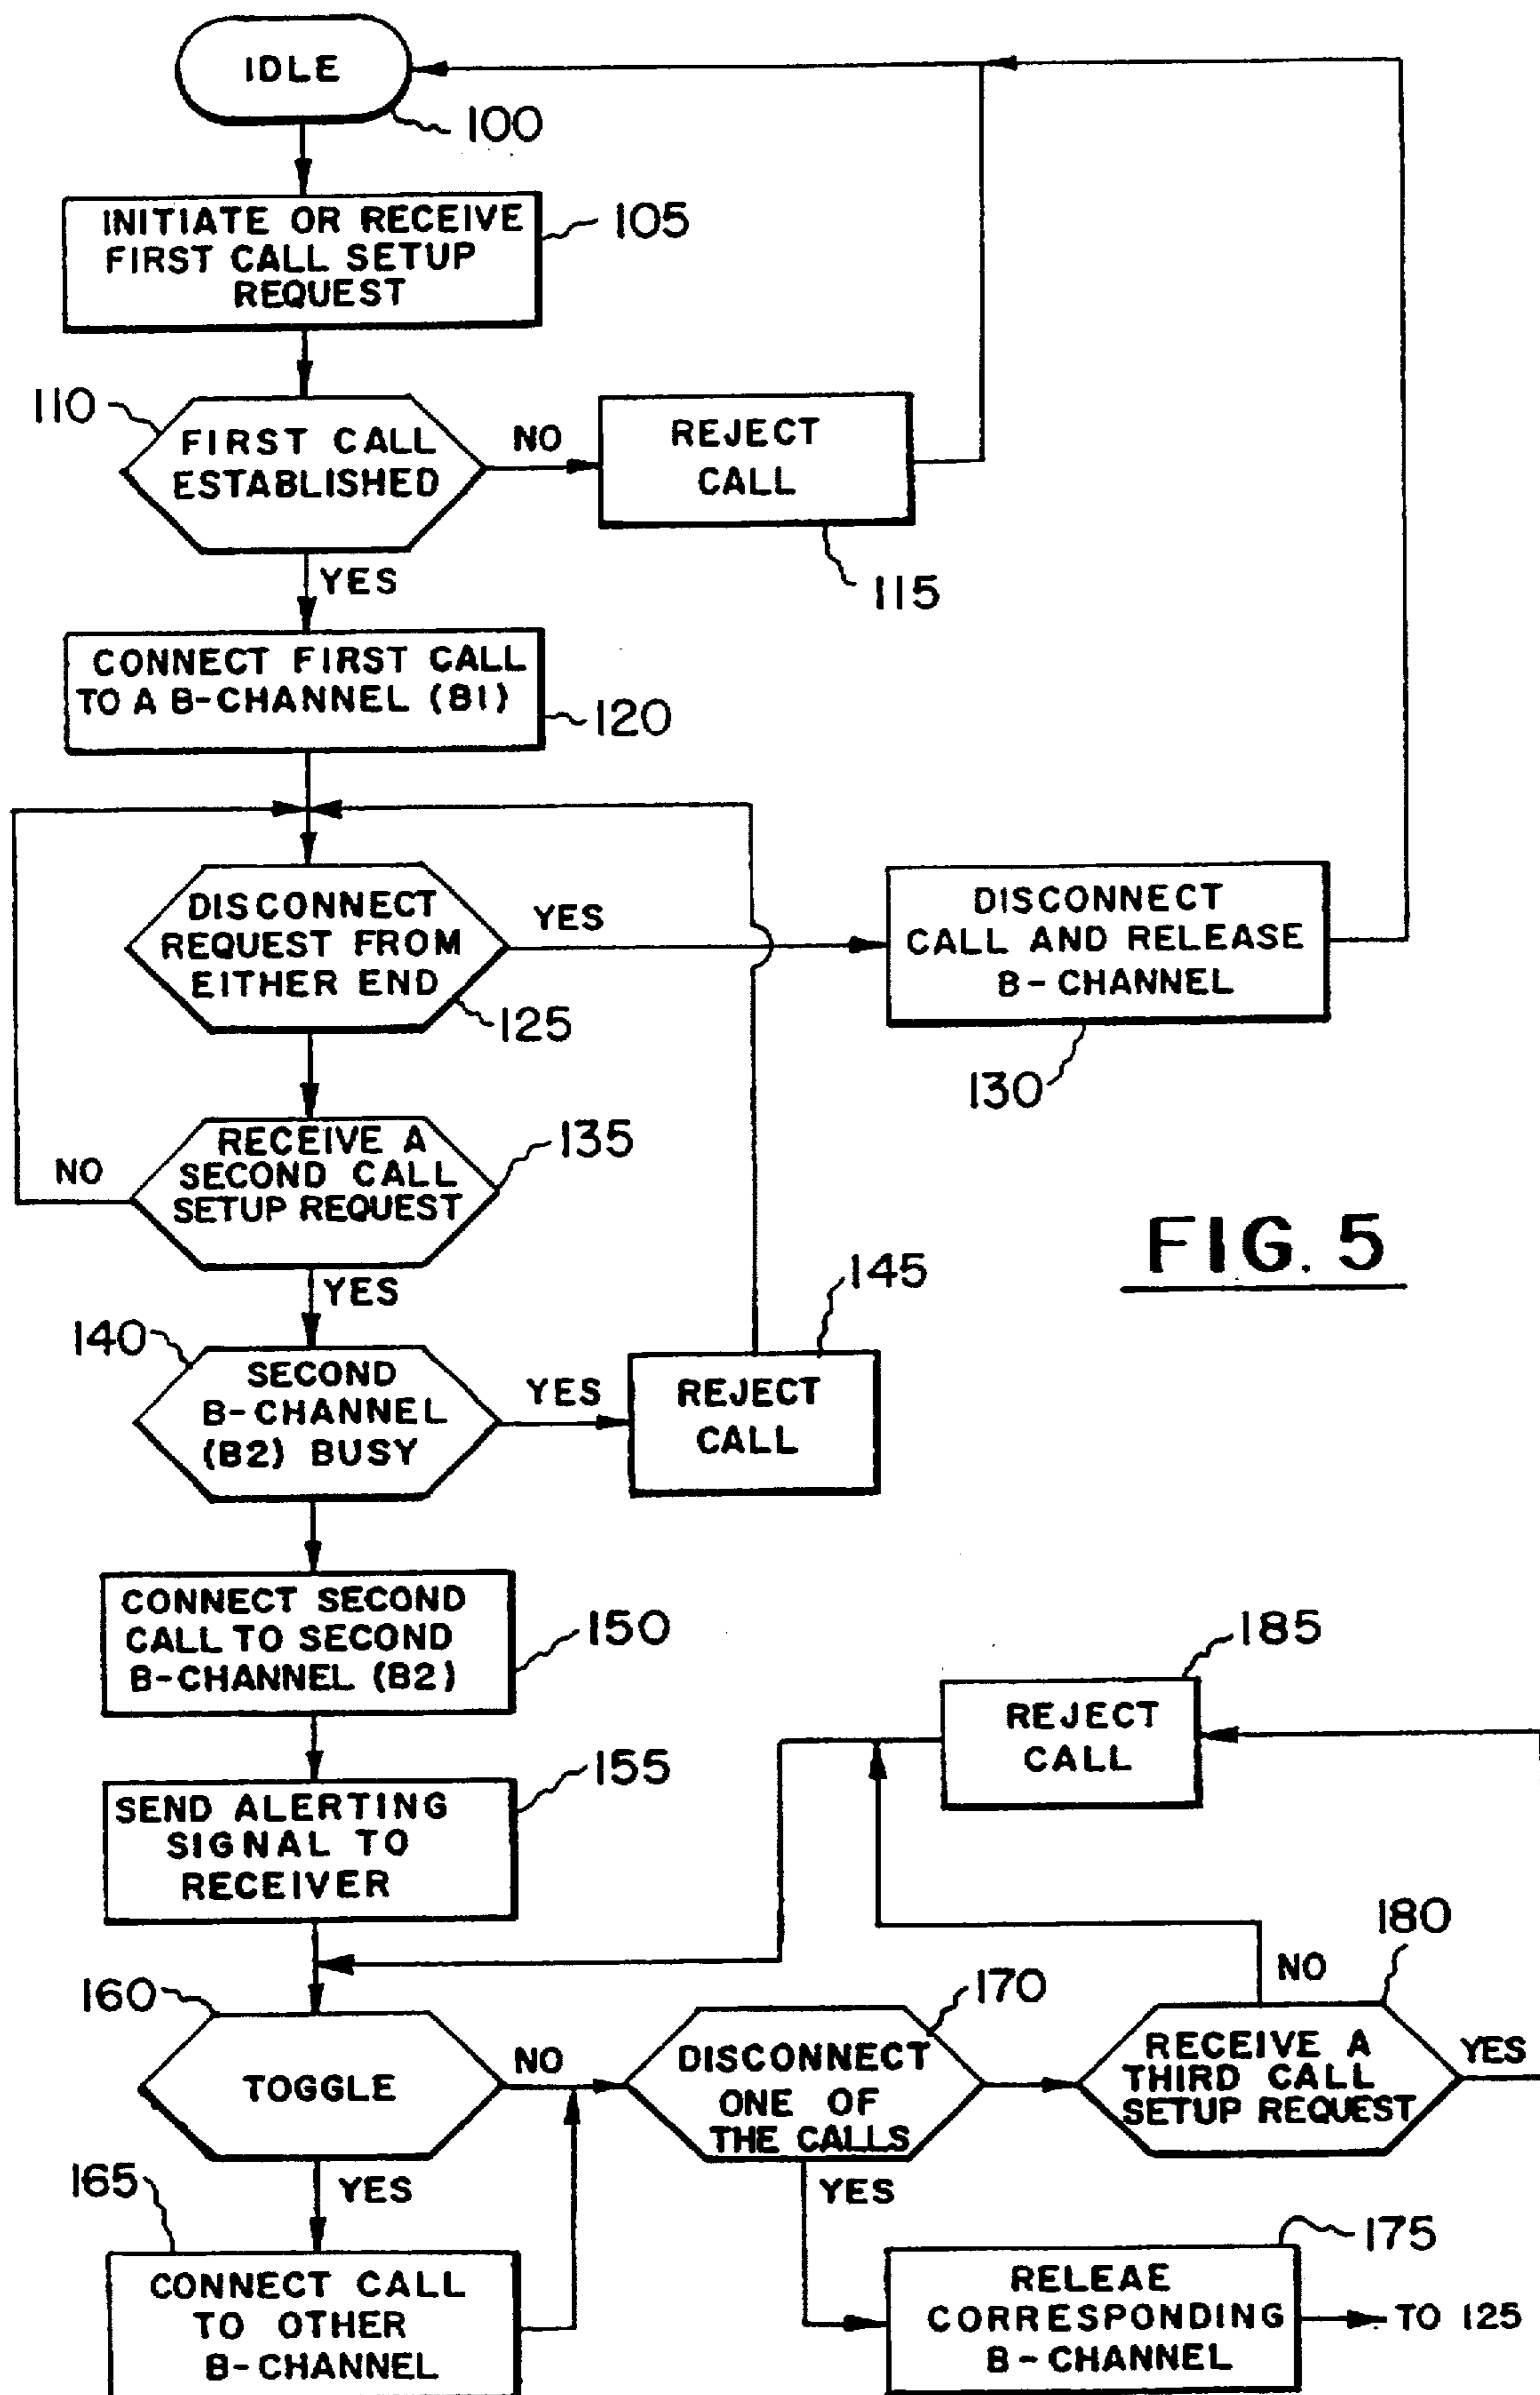 IDLE
100
INITIATE OR RECEIVE
FIRST CALL SETUP
REQUEST
105
110
FIRST CALL
ESTABLISHED
NO
REJECT
CALL
115
YES
CONNECT FIRST CALL
TO A B-CHANNEL (B1)
120
DISCONNECT
REQUEST FROM
EITHER END
125
YES
DISCONNECT
CALL AND RELEASE
B-CHANNEL
130
RECEIVE A
SECOND CALL
SETUP REQUEST
135
NO
YES
FIG. 5
140
SECOND
B-CHANNEL
(B2) BUSY
YES
145
REJECT
CALL
CONNECT SECOND
CALL TO SECOND
B-CHANNEL (B2)
150
185
REJECT
CALL
SEND ALERTING
SIGNAL TO
RECEIVER
155
160
TOGGLE
NO
170
DISCONNECT
ONE OF
THE CALLS
180
NO
RECEIVE A
THIRD CALL
SETUP REQUEST
YES
YES
165
CONNECT CALL
TO OTHER
B-CHANNEL
YES
175
RELEAE
CORRESPONDING
B-CHANNEL
TO 125